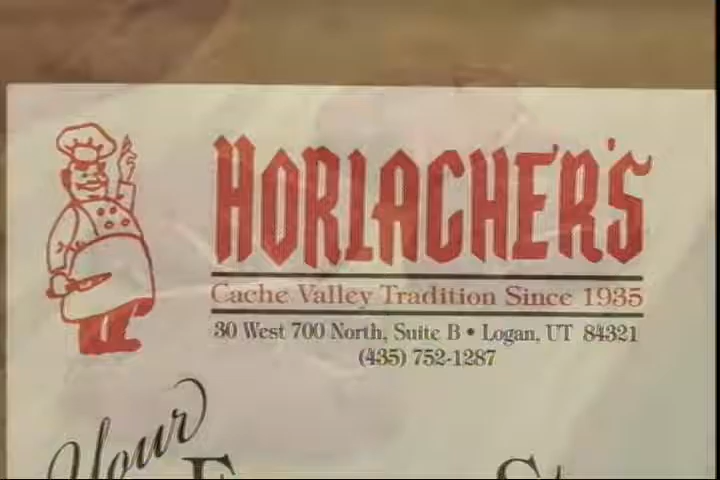 HORLACHER'S
Cache Valley Tradition Since 1935
30 West 700 North, Suite B • Logan, UT 84321
(435) 752-1287
Your